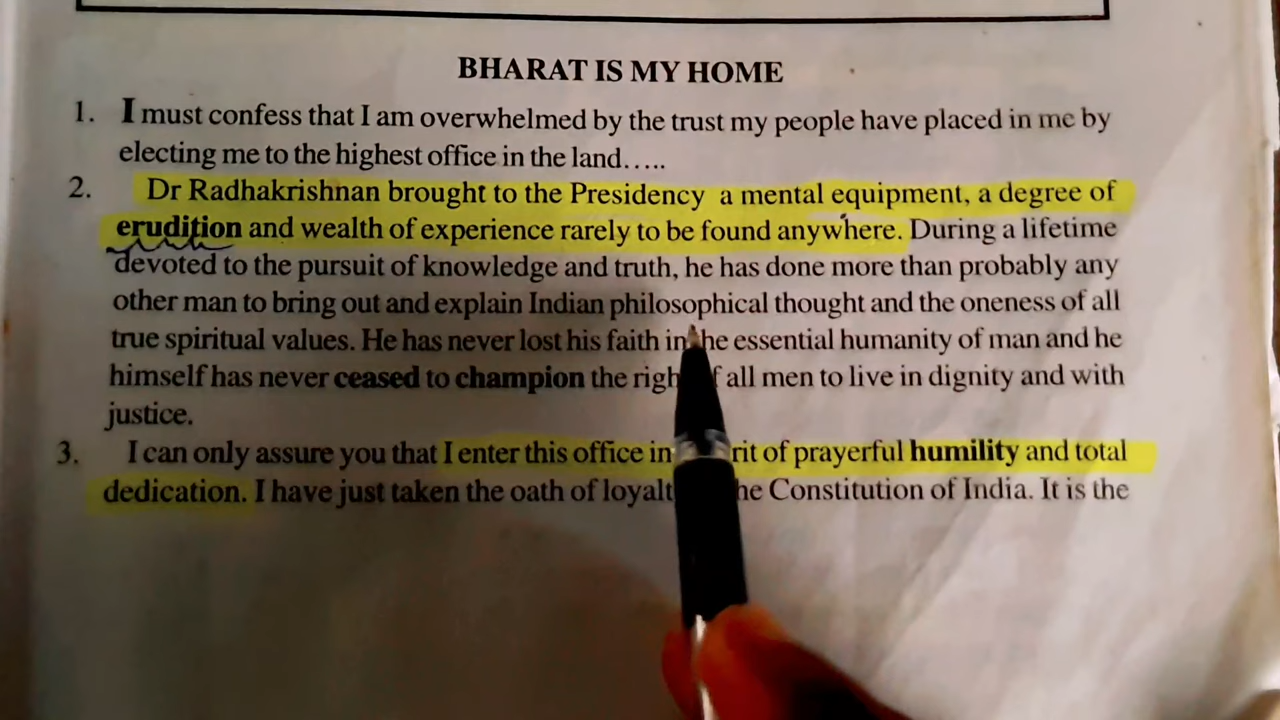 BHARAT IS MY HOME
1. I must confess that I am overwhelmed by the trust my people have placed in me by
electing me to the highest office in the land.....
2. Dr Radhakrishnan brought to the Presidency a mental equipment, a degree of
erudition and wealth of experience rarely to be found anywhere. During a lifetime
devoted to the pursuit of knowledge and truth, he has done more than probably any
other man to bring out and explain Indian philosophical thought and the oneness of all
true spiritual values. He has never lost his faith in he essential humanity of man and he
himself has never ceased to champion the righ f all men to live in dignity and with
justice.
3. I can only assure you that I enter this office in rit of prayerful humility and total
dedication. I have just taken the oath of loyalt he Constitution of India. It is the